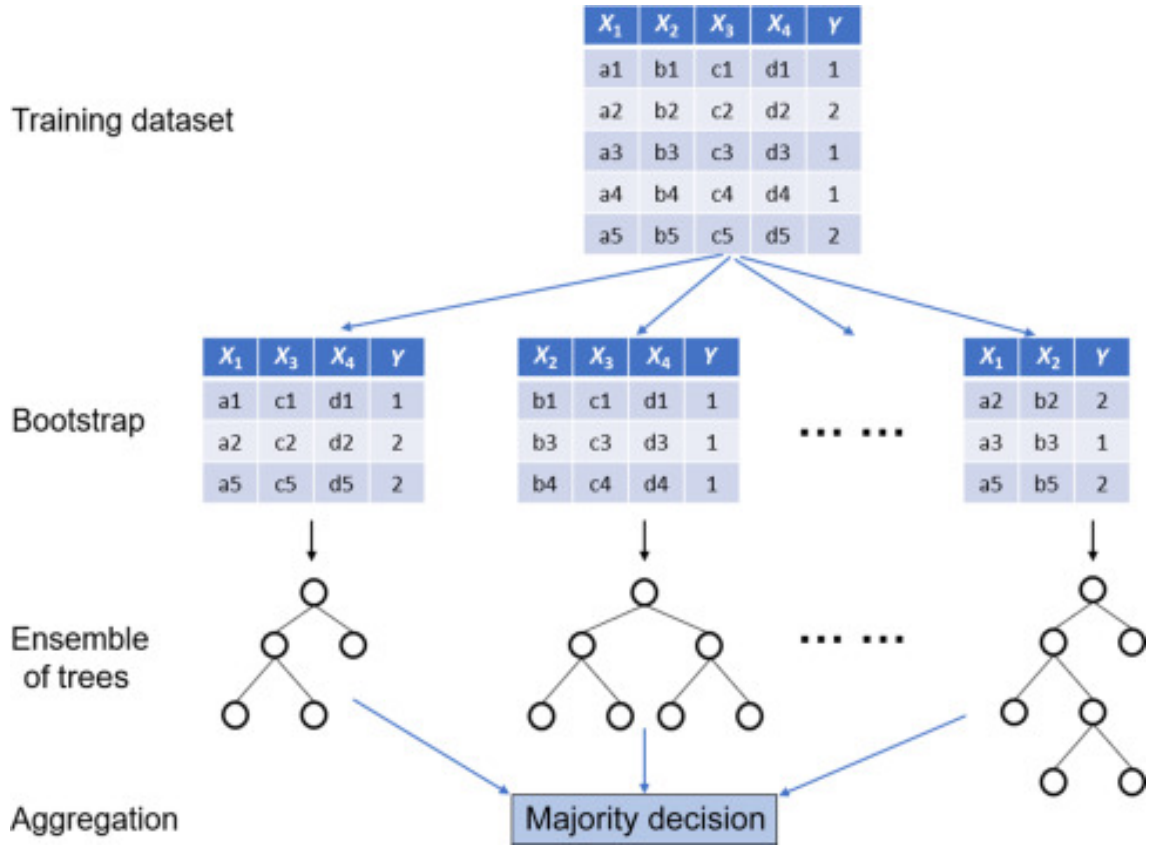 X1 X2 X3 X4 Y
a1 b1 c1 d1 1
a2 b2 c2 d2 2
Training dataset
a3 b3 c3 d3 1
a4 b4 c4 d4 1
a5 b5 c5 d5 2
Bootstrap
X1 X3 X4 Y
a1 c1 d1 1
a2 c2 d2 2
a5 c5 d5 2
X2 X3 X4 Y
b1 c1 d1 1
b3 c3 d3 1
b4 c4 d4 1
... ...
X1 X2 Y
a2 b2 2
a3 b3 1
a5 b5 2
Ensemble
of trees
... ...
Aggregation
Majority decision